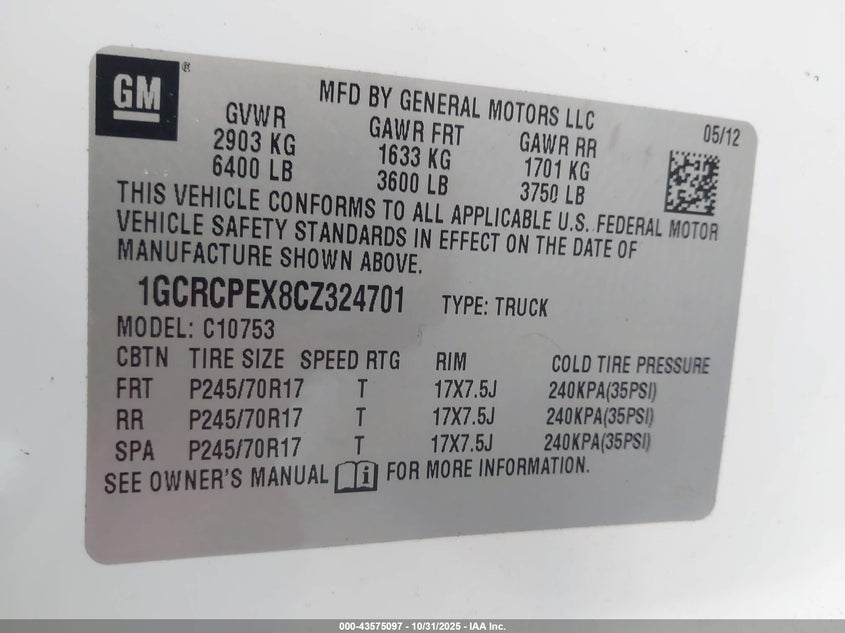 GM ®
MFD BY GENERAL MOTORS LLC
05/12
GVWR GAWR FRT GAWR RR
2903 KG 1633 KG 1701 KG
6400 LB 3600 LB 3750 LB
THIS VEHICLE CONFORMS TO ALL APPLICABLE U.S. FEDERAL MOTOR
VEHICLE SAFETY STANDARDS IN EFFECT ON THE DATE OF
MANUFACTURE SHOWN ABOVE.
1GCRCPEX8CZ324701 TYPE: TRUCK
MODEL: C10753
CBTN TIRE SIZE SPEED RTG RIM COLD TIRE PRESSURE
FRT P245/70R17 T 17X7.5J 240KPA(35PSI)
RR P245/70R17 T 17X7.5J 240KPA(35PSI)
SPA P245/70R17 T 17X7.5J 240KPA(35PSI)
SEE OWNER'S MANUAL i FOR MORE INFORMATION.
000-43575097 - 10/31/2025 - IAA Inc.